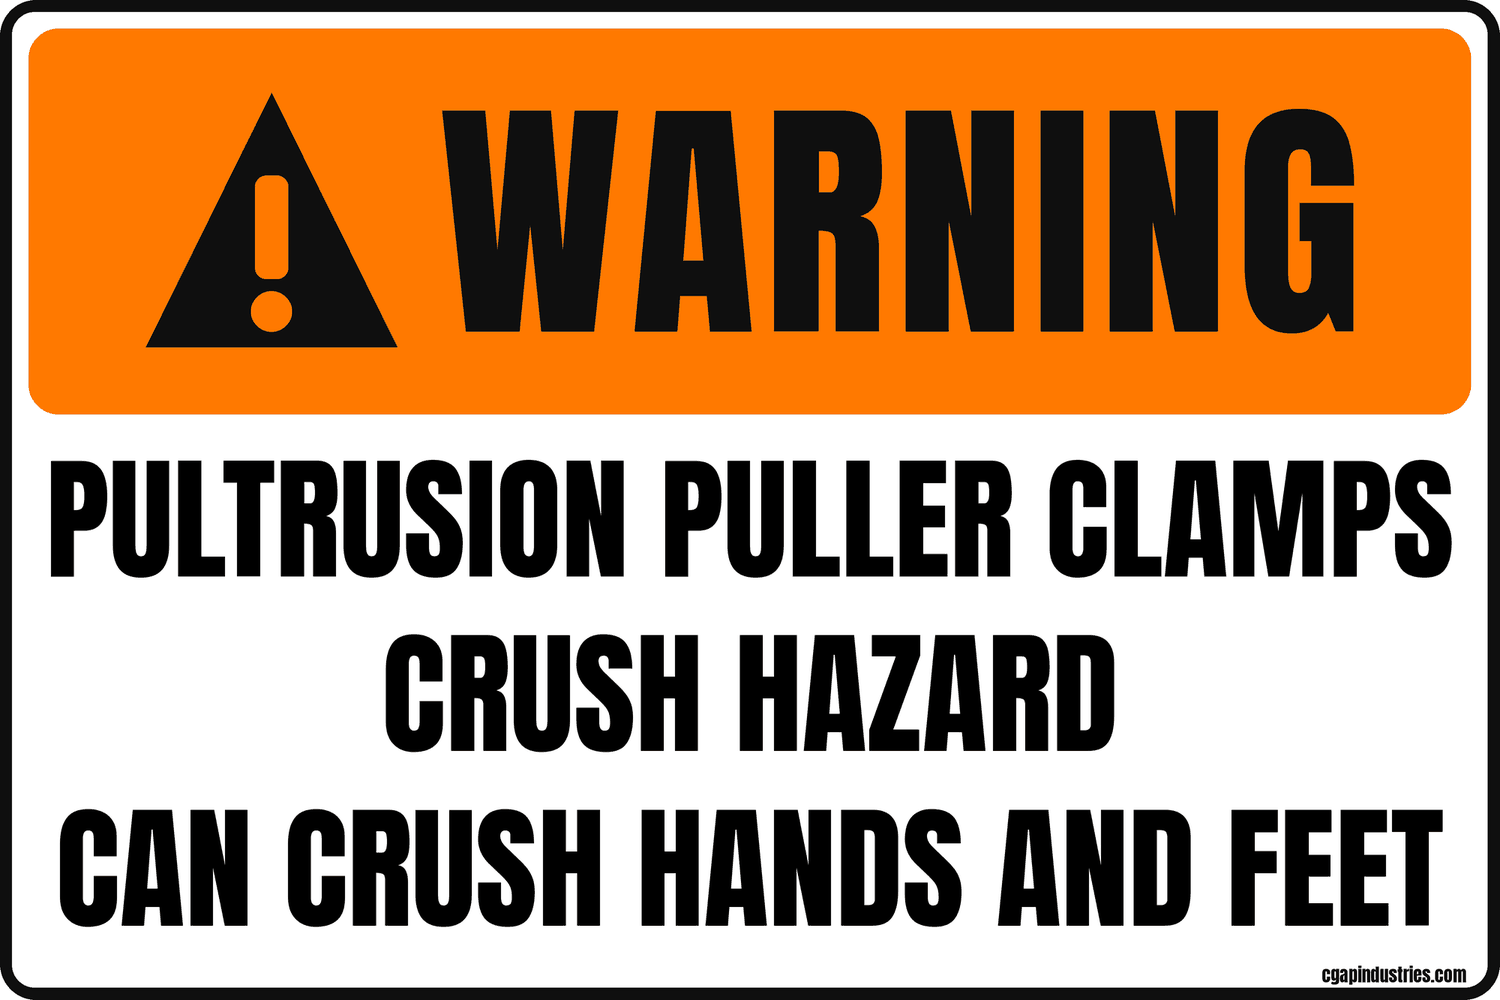 WARNING
PULTRUSION PULLER CLAMPS
CRUSH HAZARD
CAN CRUSH HANDS AND FEET
cgapindustries.com